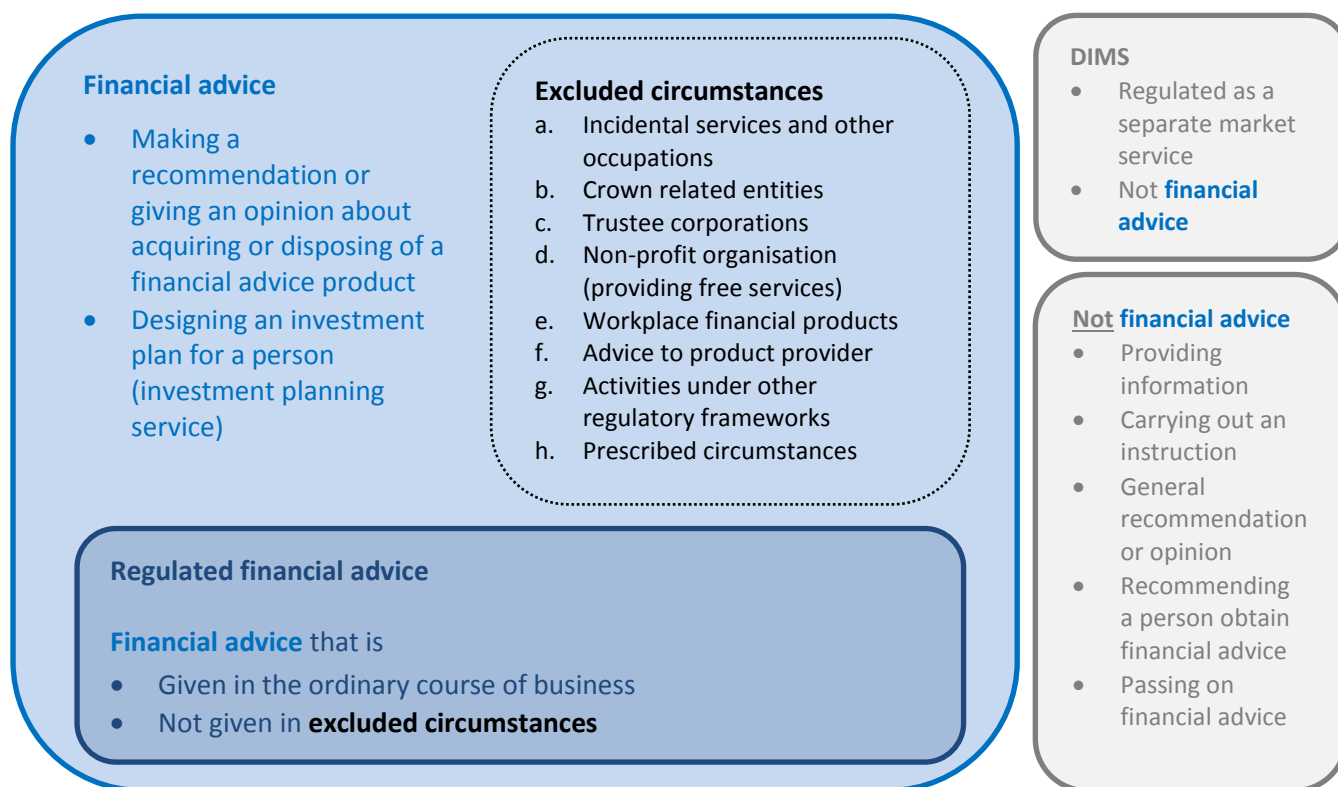 Financial advice
• Making a
recommendation or
giving an opinion about
acquiring or disposing of a
financial advice product
• Designing an investment
plan for a person
(investment planning
service)
Excluded circumstances
a. Incidental services and other
occupations
b. Crown related entities
c. Trustee corporations
d. Non-profit organisation
(providing free services)
e. Workplace financial products
f. Advice to product provider
g. Activities under other
regulatory frameworks
h. Prescribed circumstances
Regulated financial advice
Financial advice that is
• Given in the ordinary course of business
• Not given in excluded circumstances
DIMS
• Regulated as a
separate market
service
• Not financial
advice
Not financial advice
• Providing
information
• Carrying out an
instruction
• General
recommendation
or opinion
• Recommending
a person obtain
financial advice
• Passing on
financial advice